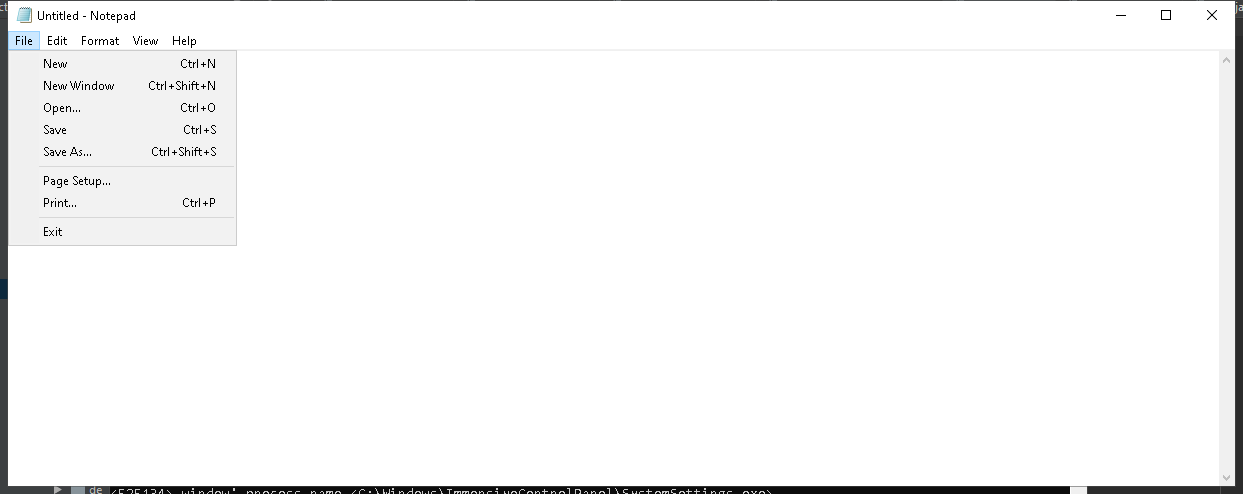 Untitled - Notepad
File Edit Format View Help
New Ctrl+N
New Window Ctrl+Shift+N
Open... Ctrl+O
Save Ctrl+S
Save As... Ctrl+Shift+S
Page Setup...
Print... Ctrl+P
Exit
de <525134> window' process name <C:\Windows\ImmersiveControlPanel\SystemSettings.exe>